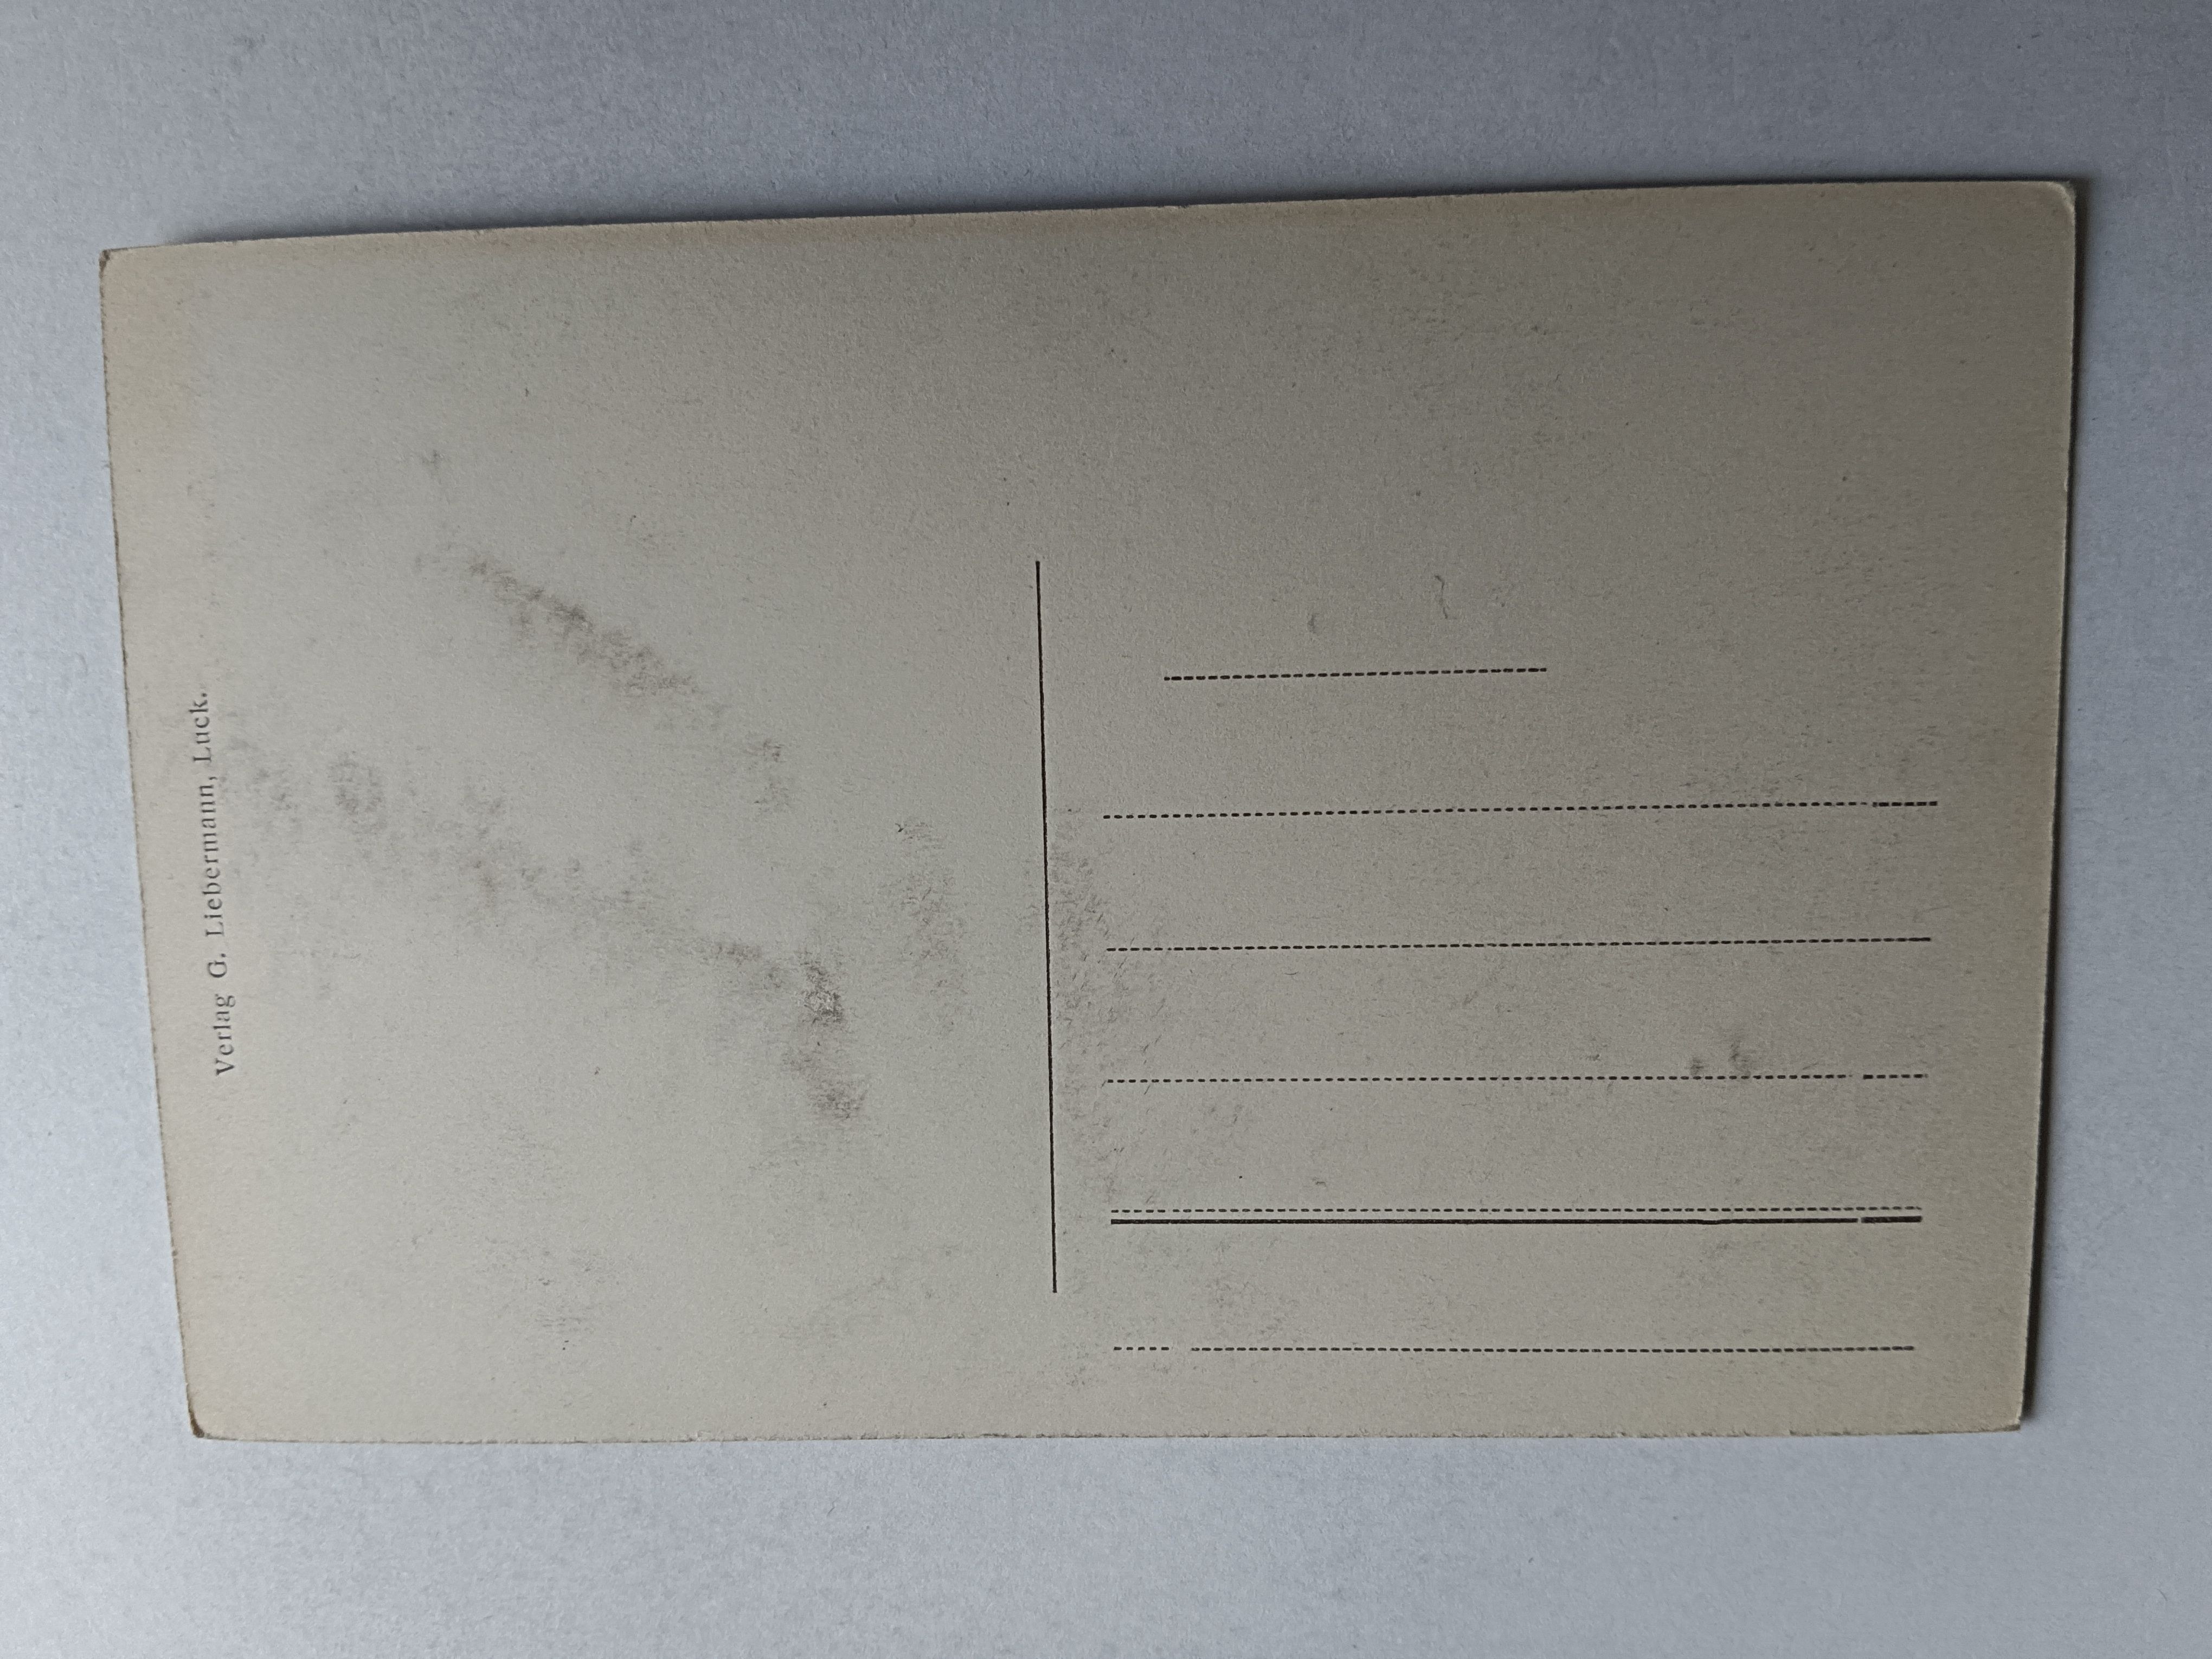 Verlag G. Liebermann, Luck.